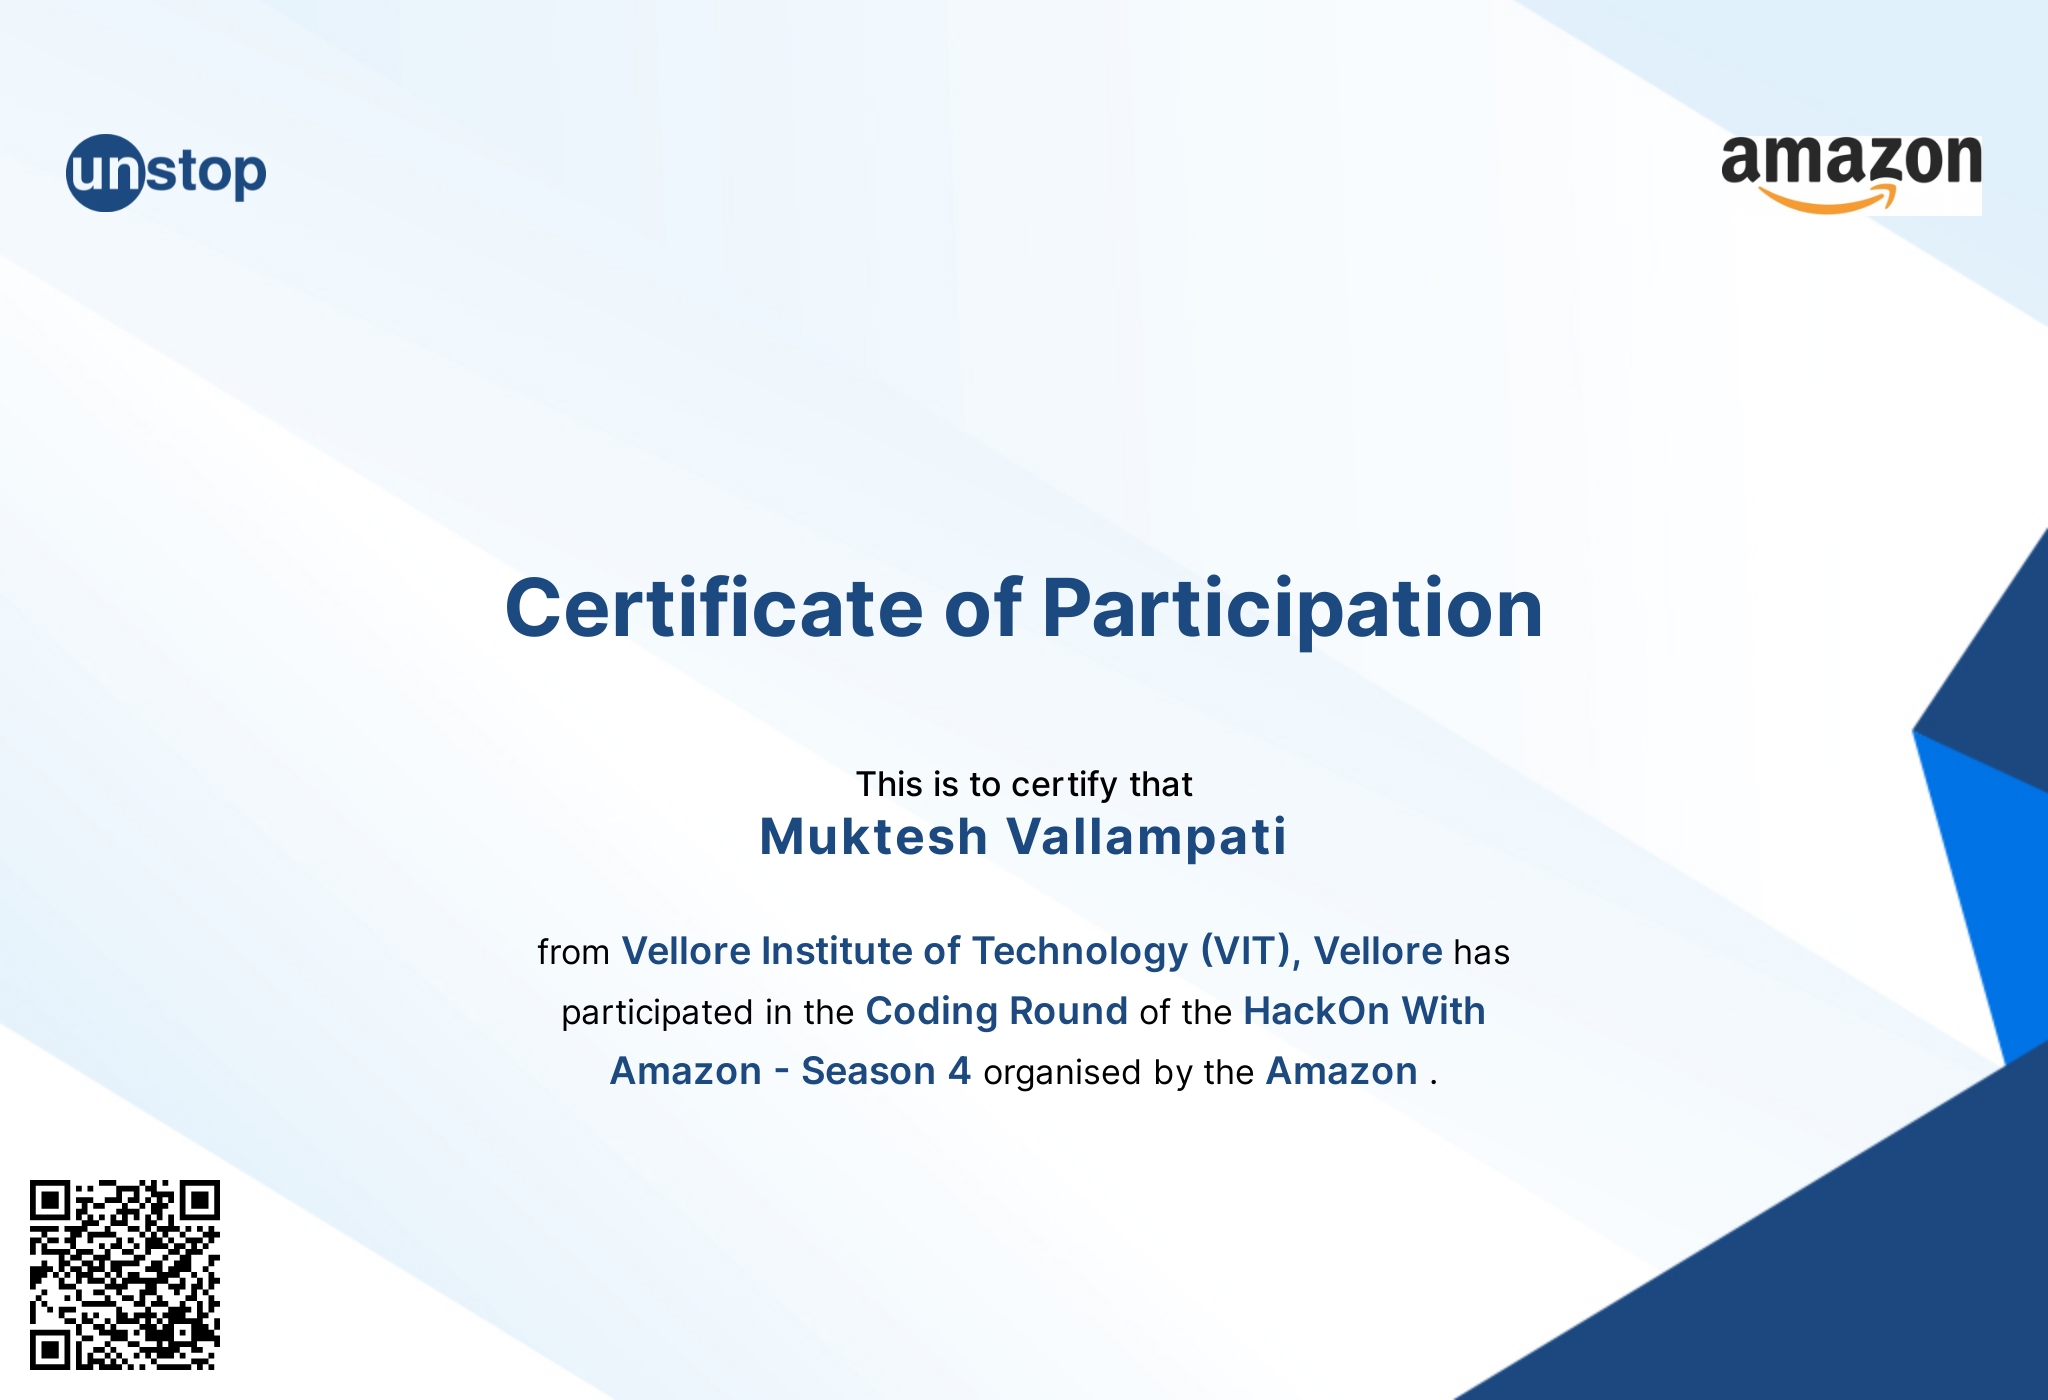 unstop
amazon
Certificate of Participation
This is to certify that
Muktesh Vallampati
from Vellore Institute of Technology (VIT), Vellore has
participated in the Coding Round of the HackOn With
Amazon - Season 4 organised by the Amazon .